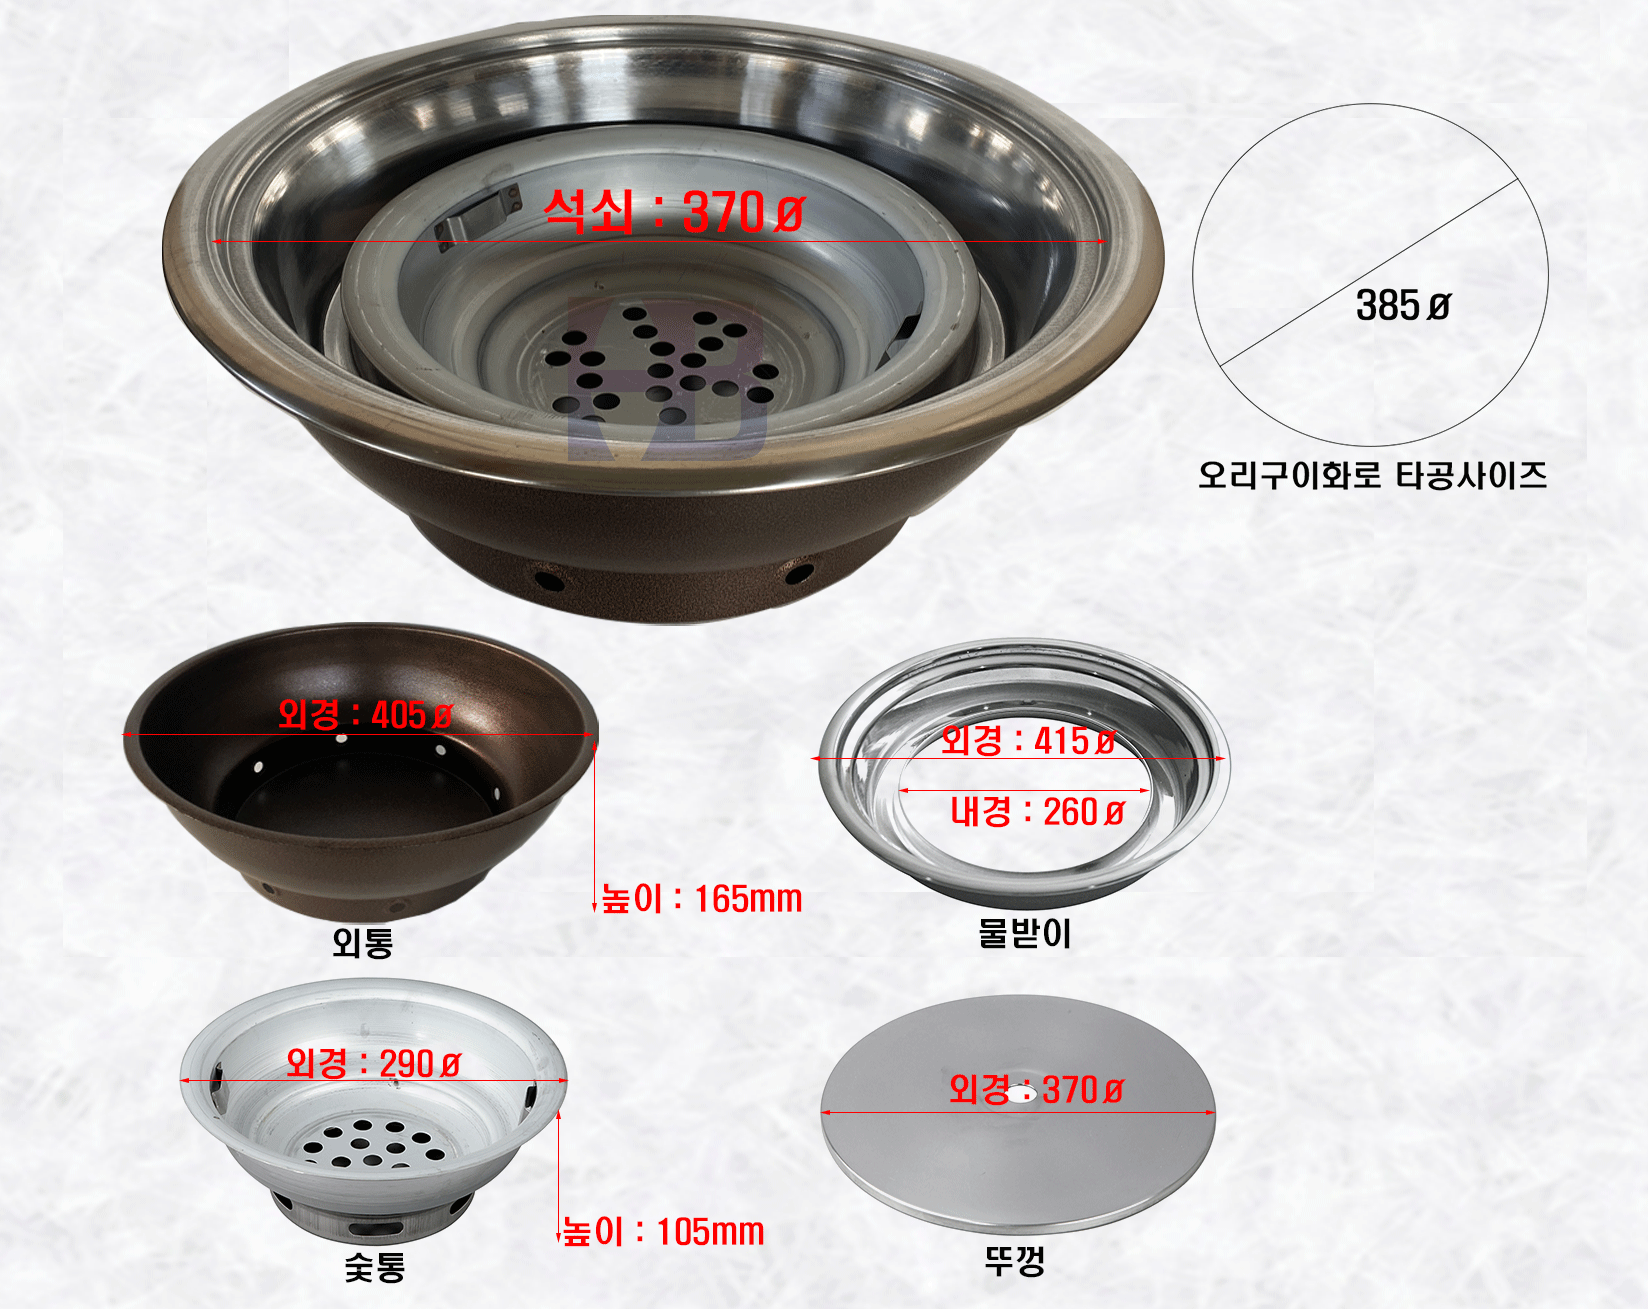 석쇠 : 370ø
385ø
오리구이화로 타공사이즈
외경 : 405ø
높이 : 165mm
외통
외경 : 415ø
내경 : 260ø
물받이
외경 : 290ø
높이 : 105mm
숯통
외경 : 370ø
뚜껑